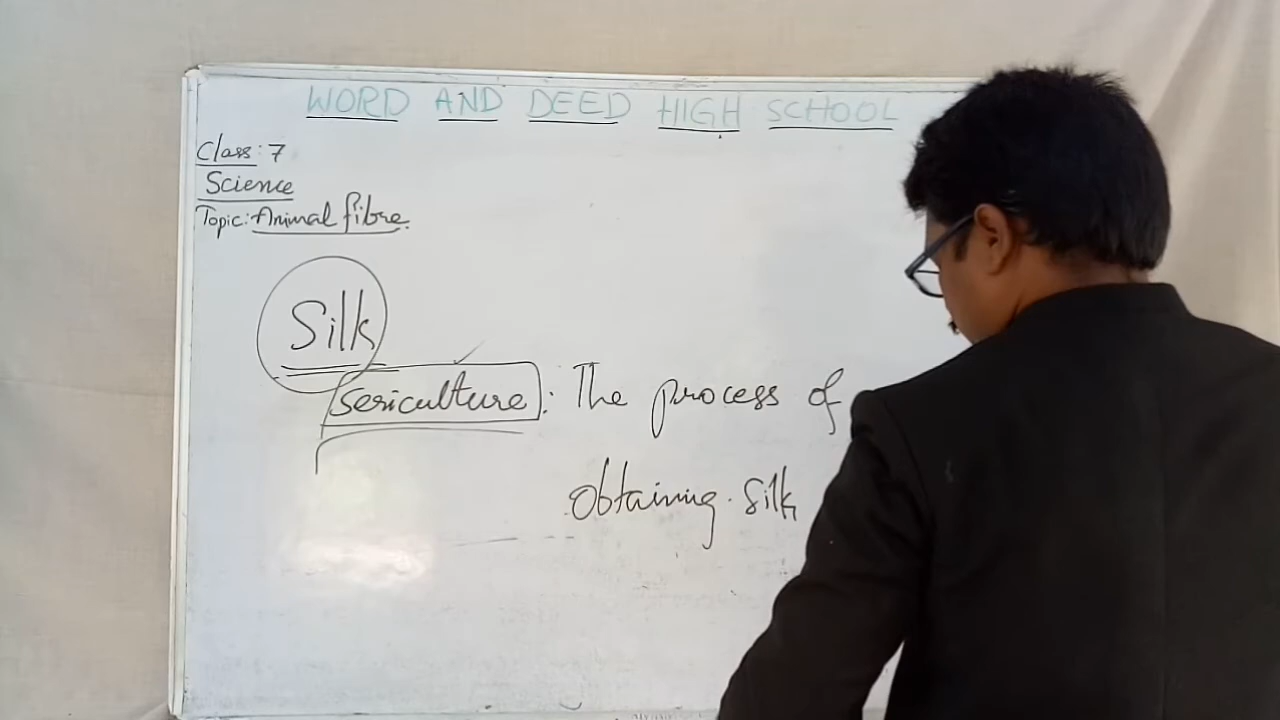 WORD AND DEED HIGH SCHOOL
Class: 7
Science
Topic: Animal fibre.
Silk
Sericulture: The process of
obtaining silk